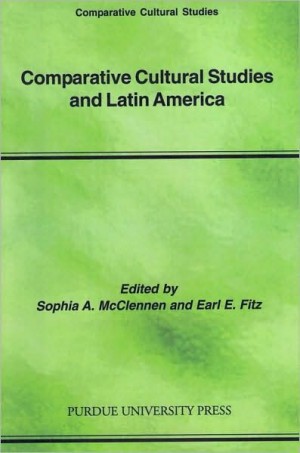 Comparative Cultural Studies
Comparative Cultural Studies
and Latin America
Edited by
Sophia A. McClennen and Earl E. Fitz
PURDUE UNIVERSITY PRESS